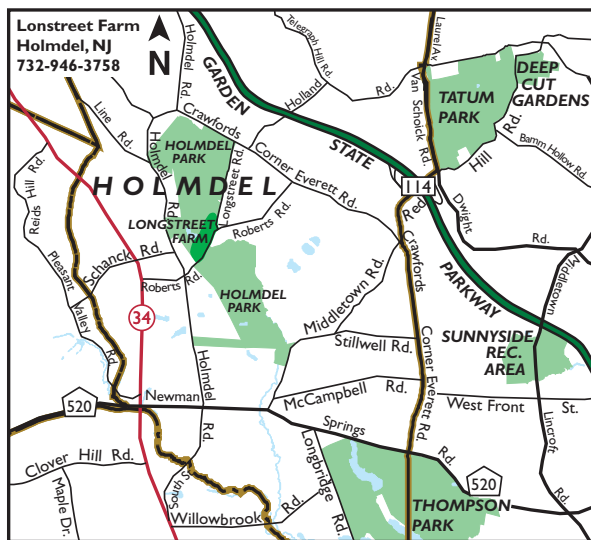 Lonstreet Farm
Holmdel, NJ
732-946-3758
N
Holmdel
Rd.
GARDEN
STATE
PARKWAY
Telegraph Hill Rd.
Holland
Rd.
Laurel Av.
Van Schoick Rd.
TATUM
PARK
DEEP
CUT
GARDENS
Red Hill Rd.
Bamm Hollow Rd.
114
Dwight
Rd.
Middletown
Line Rd.
Crawfords
Corner Everett Rd.
Holmdel
Rd.
HOLMDEL
PARK
Longstreet Rd.
HOLMDEL
LONGSTREET
FARM
Roberts Rd.
Reids Hill Rd.
Pleasant
Valley
Rd.
Schanck Rd.
Roberts Rd.
34
HOLMDEL
PARK
Middletown Rd.
Stillwell Rd.
Crawfords
Corner Everett Rd.
SUNNYSIDE
REC.
AREA
Holmdel
Rd.
520
Newman
Springs
Rd.
McCampbell Rd.
West Front St.
Lincroft
Rd.
520
Clover Hill Rd.
Maple Dr.
South St.
Willowbrook Rd.
Longbridge
Rd.
THOMPSON
PARK